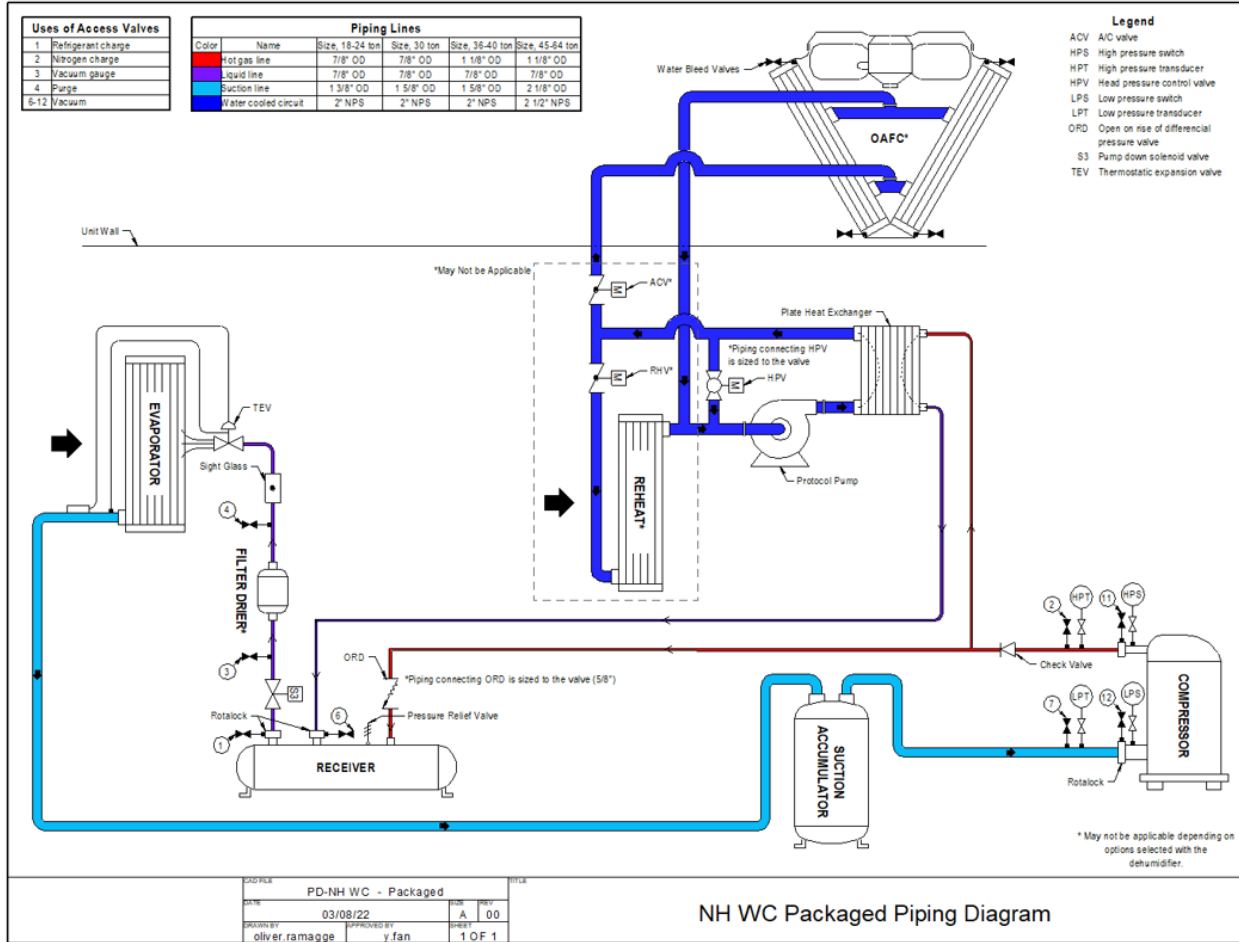 Uses of Access Valves
1 Refrigerant charge
2 Nitrogen charge
3 Vacuum gauge
4 Purge
6-12 Vacuum
Piping Lines
Color Name Size, 18-24 ton Size, 30 ton Size, 36-40 ton Size, 45-64 ton
Hot gas line 7/8" OD 7/8" OD 1 1/8" OD 1 1/8" OD
Liquid line 7/8" OD 7/8" OD 7/8" OD 7/8" OD
Suction line 1 3/8" OD 1 5/8" OD 1 5/8" OD 2 1/8" OD
Water cooled circuit 2" NPS 2" NPS 2" NPS 2 1/2" NPS
Legend
ACV A/C valve
HPS High pressure switch
HPT High pressure transducer
HPV Head pressure control valve
LPS Low pressure switch
LPT Low pressure transducer
ORD Open on rise of differencial
pressure valve
S3 Pump down solenoid valve
TEV Thermostatic expansion valve
Water Bleed Valves
OAFC*
Unit Wall
*May Not be Applicable
M
ACV*
Plate Heat Exchanger
*Piping connecting HPV
is sized to the valve
M
RHV*
M
HPV
Protocol Pump
REHEAT*
EVAPORATOR
TEV
Sight Glass
4
FILTER DRIER*
3
S3
Rotalock
1
6
ORD
*Piping connecting ORD is sized to the valve (5/8")
Pressure Relief Valve
RECEIVER
SUCTION
ACCUMULATOR
2
HPT
11
HPS
Check Valve
7
LPT
12
LPS
COMPRESSOR
Rotalock
* May not be applicable depending on
options selected with the
dehumidifier.
CAD FILE
PD-NH WC - Packaged
DATE
03/08/22
SIZE
A
REV
00
DRAWN BY
oliver.ramagge
APPROVED BY
y.fan
SHEET
1 OF 1
TITLE
NH WC Packaged Piping Diagram